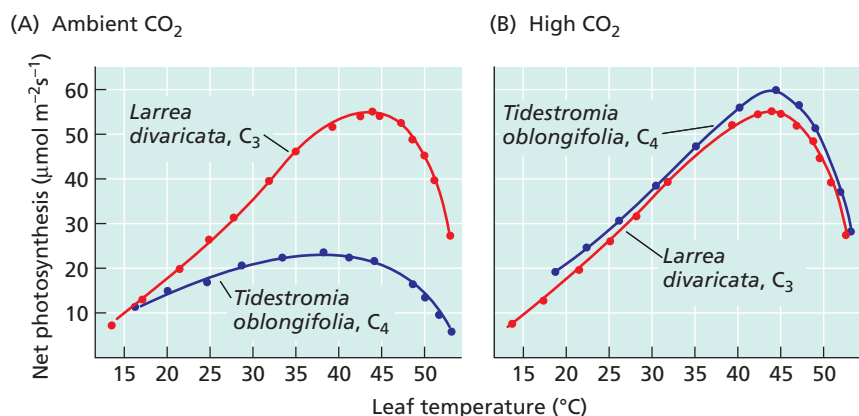 (A) Ambient CO₂
(B) High CO₂
Net photosynthesis (μmol m⁻²s⁻¹)
60
50
40
30
20
10
Larrea
divaricata, C₃
Tidestromia
oblongifolia, C₄
15 20 25 30 35 40 45 50
Tidestromia
oblongifolia, C₄
Larrea
divaricata, C₃
15 20 25 30 35 40 45 50
Leaf temperature (°C)